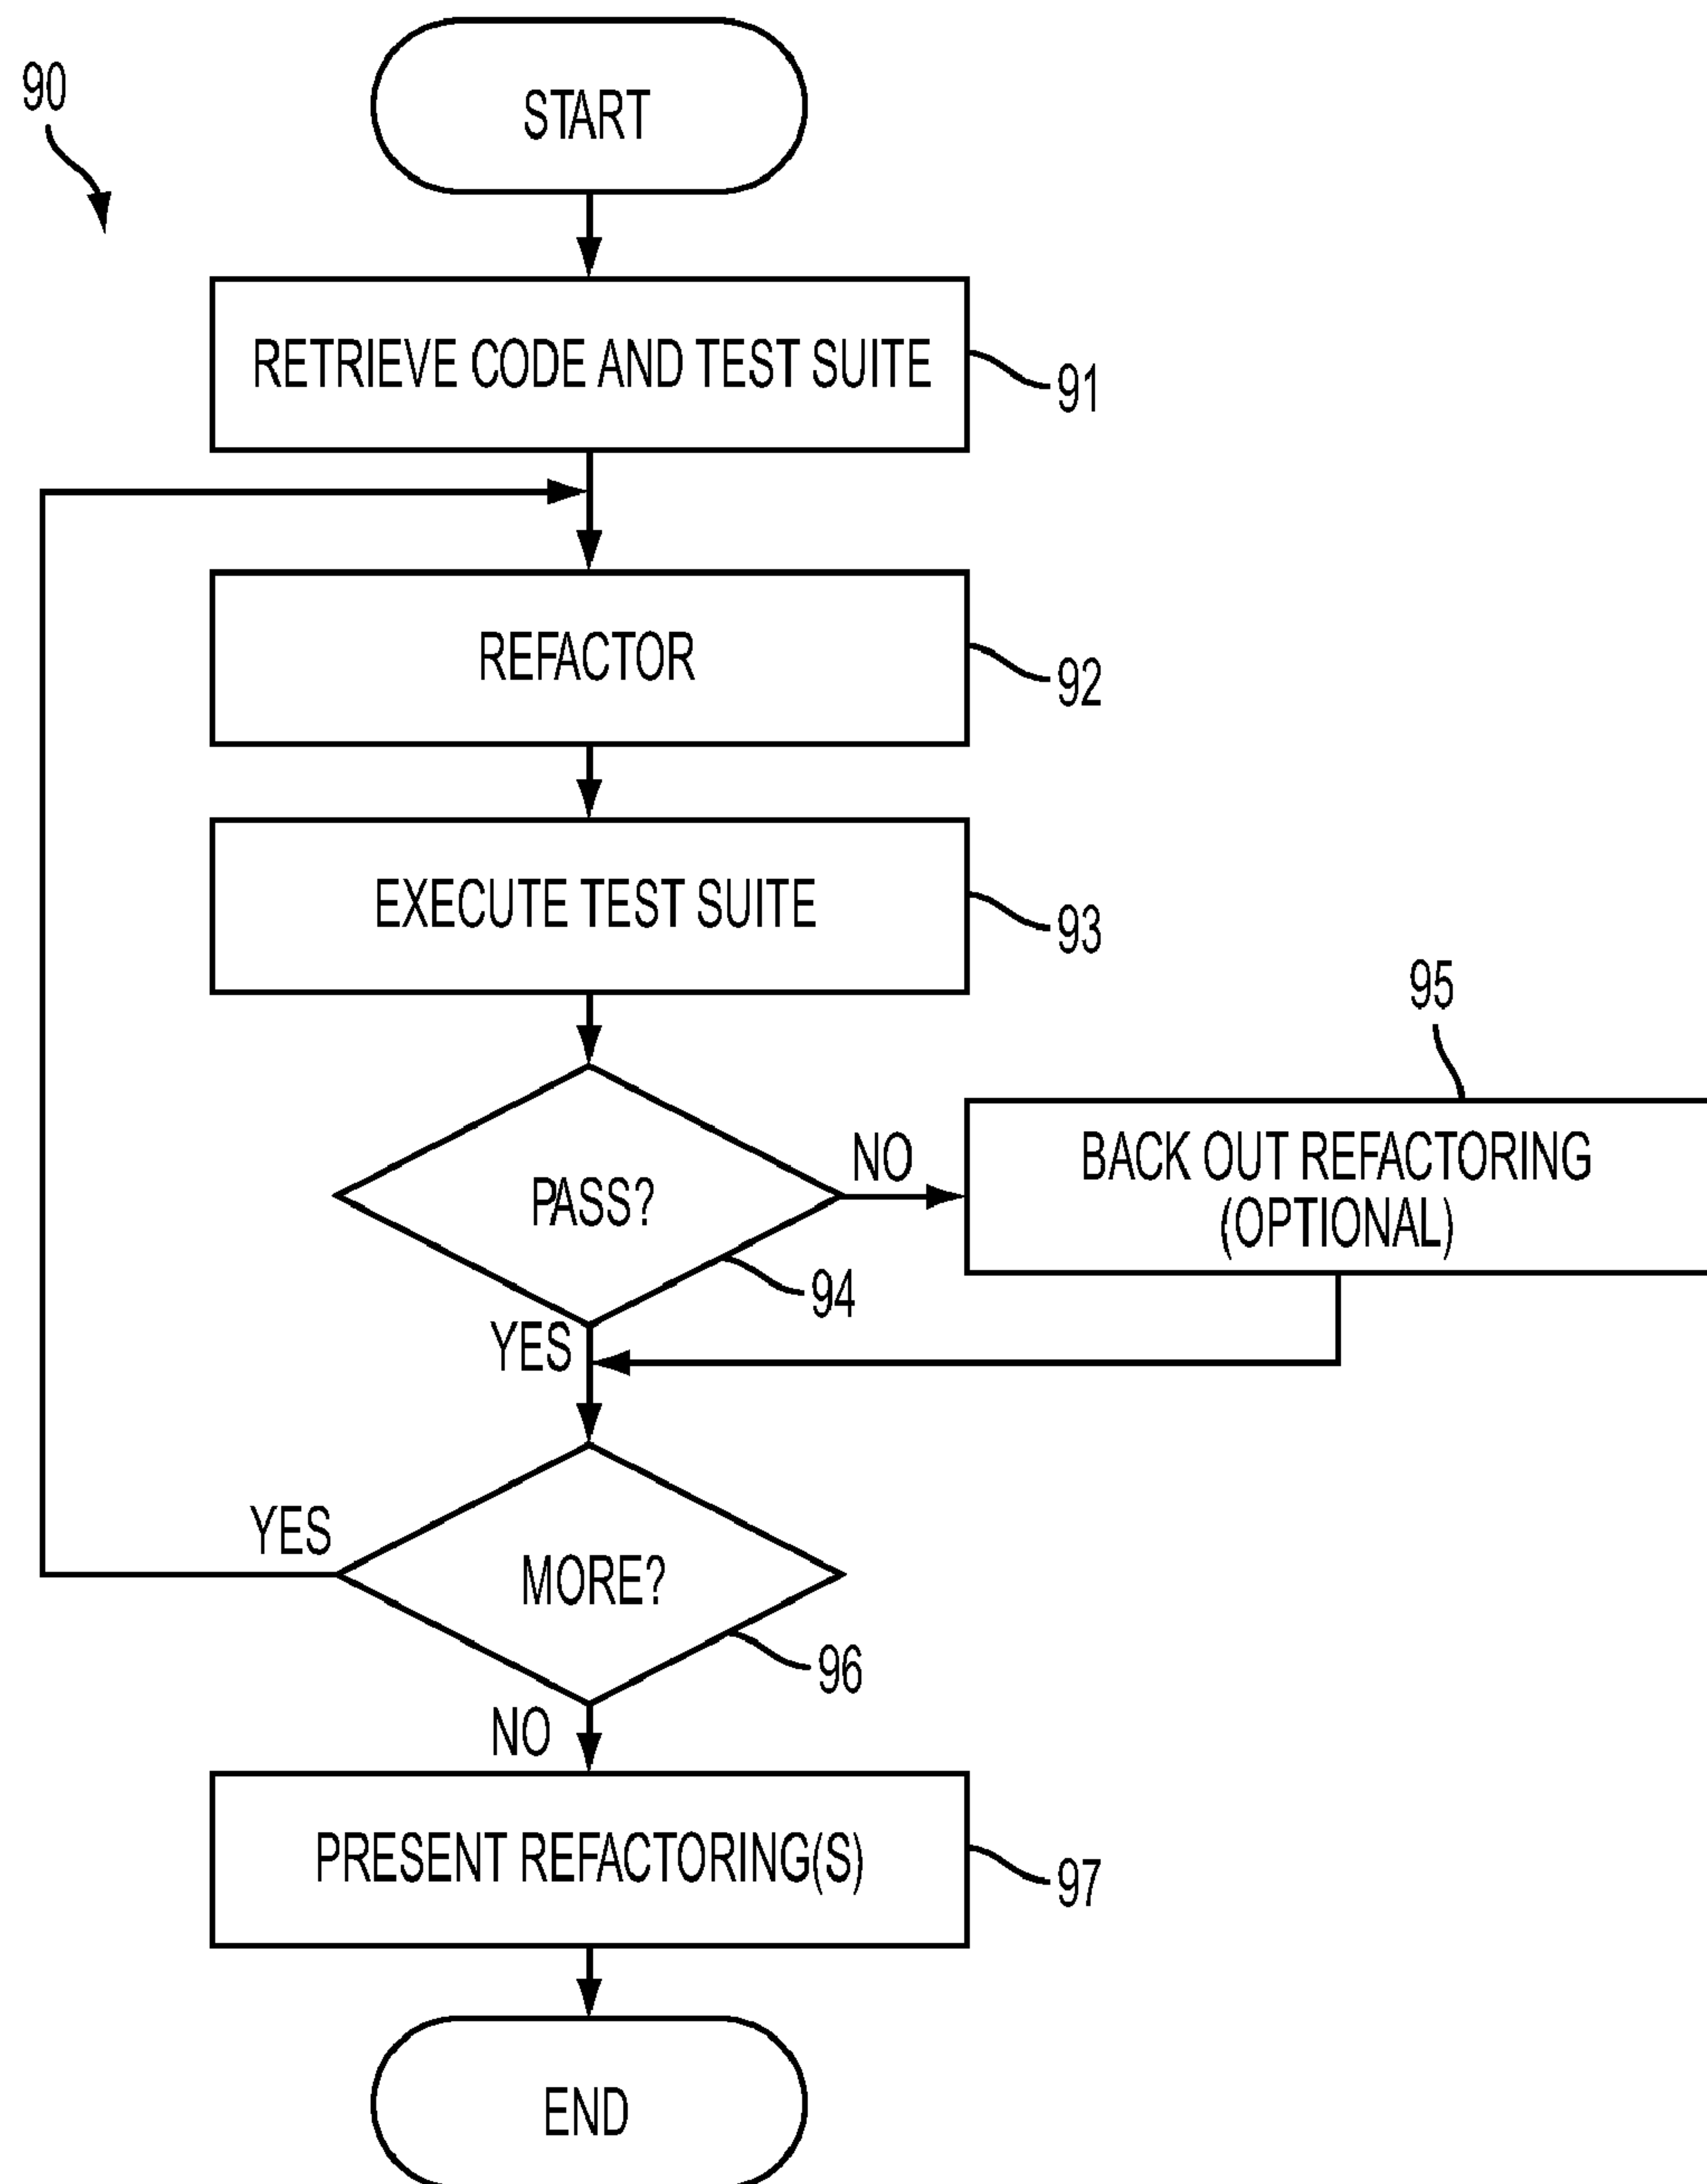 90
START
RETRIEVE CODE AND TEST SUITE
91
REFACTOR
92
EXECUTE TEST SUITE
93
95
NO
BACK OUT REFACTORING
(OPTIONAL)
PASS?
94
YES
YES
MORE?
96
NO
PRESENT REFACTORING(S)
97
END